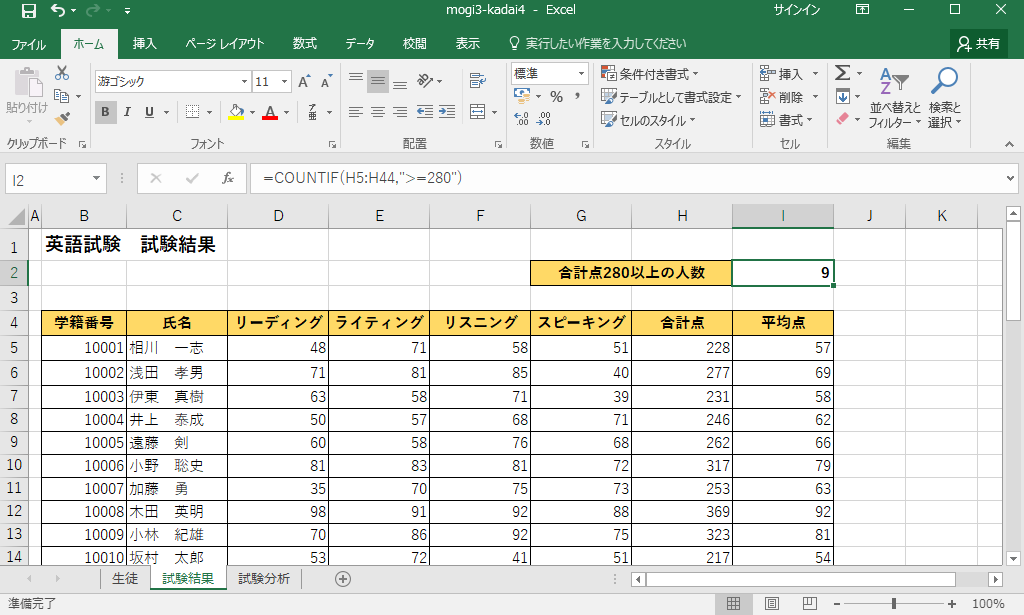 mogi3-kadai4 - Excel サインイン
ファイル ホーム 挿入 ページ レイアウト 数式 データ 校閲 表示 実行したい作業を入力してください 共有
貼り付け 游ゴシック 11 A A 標準 条件付き書式 挿入 Σ 並べ替えと フィルター 検索と 選択
B I U A % , テーブルとして書式設定 削除
セルのスタイル 書式
クリップボード フォント 配置 数値 スタイル セル 編集
I2 fx =COUNTIF(H5:H44,">=280")
A B C D E F G H I J K
1 英語試験 試験結果
2 合計点280以上の人数 9
3
4 学籍番号 氏名 リーディング ライティング リスニング スピーキング 合計点 平均点
5 10001 相川 一志 48 71 58 51 228 57
6 10002 浅田 孝男 71 81 85 40 277 69
7 10003 伊東 真樹 63 58 71 39 231 58
8 10004 井上 泰成 50 57 68 71 246 62
9 10005 遠藤 剣 60 58 76 68 262 66
10 10006 小野 聡史 81 83 81 72 317 79
11 10007 加藤 勇 35 70 75 73 253 63
12 10008 木田 英明 98 91 92 88 369 92
13 10009 小林 紀雄 70 86 92 75 323 81
14 10010 坂村 太郎 53 72 41 51 217 54
生徒 試験結果 試験分析
準備完了 100%